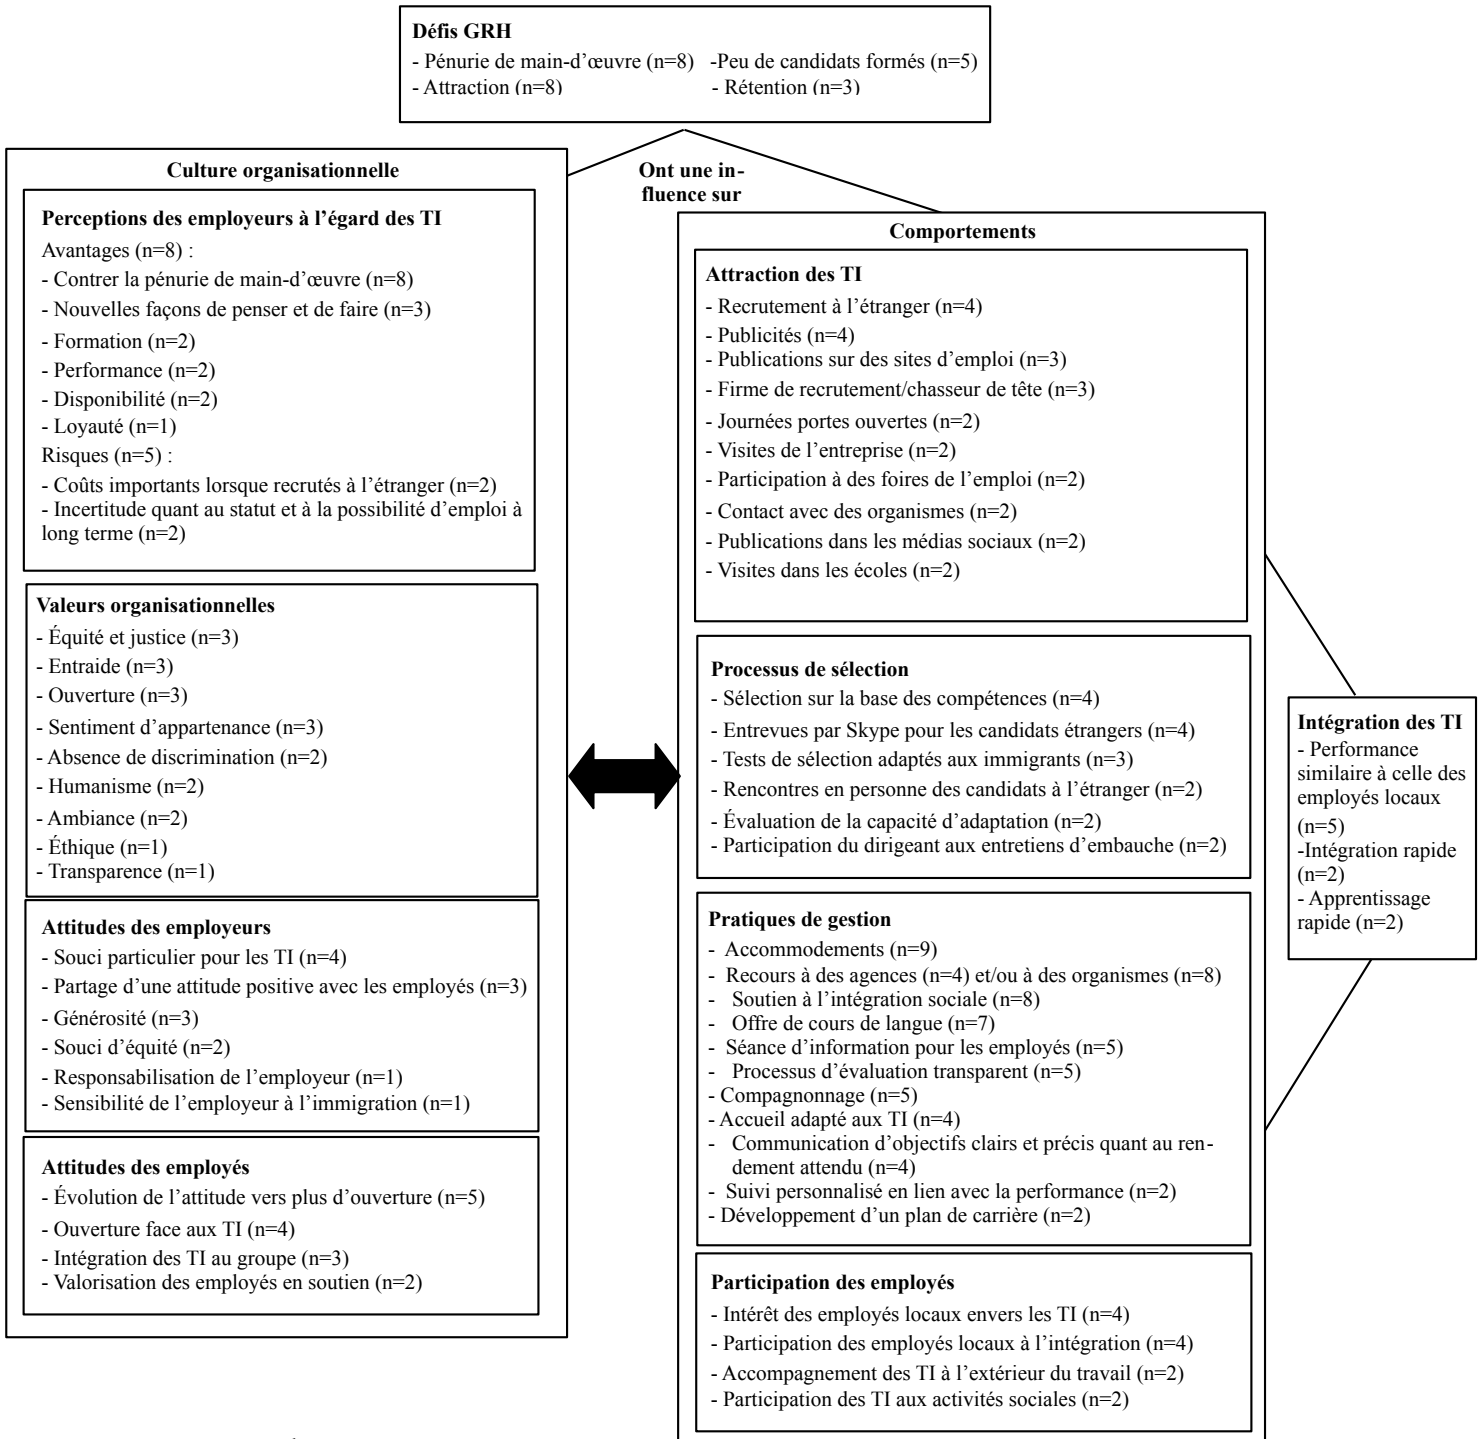 Défis GRH
- Pénurie de main-d'œuvre (n=8) -Peu de candidats formés (n=5)
- Attraction (n=8) - Rétention (n=3)
Ont une in-
fluence sur
Culture organisationnelle
Perceptions des employeurs à l'égard des TI
Avantages (n=8) :
- Contrer la pénurie de main-d'œuvre (n=8)
- Nouvelles façons de penser et de faire (n=3)
- Formation (n=2)
- Performance (n=2)
- Disponibilité (n=2)
- Loyauté (n=1)
Risques (n=5) :
- Coûts importants lorsque recrutés à l'étranger (n=2)
- Incertitude quant au statut et à la possibilité d'emploi à
long terme (n=2)
Valeurs organisationnelles
- Équité et justice (n=3)
- Entraide (n=3)
- Ouverture (n=3)
- Sentiment d'appartenance (n=3)
- Absence de discrimination (n=2)
- Humanisme (n=2)
- Ambiance (n=2)
- Éthique (n=1)
- Transparence (n=1)
Attitudes des employeurs
- Souci particulier pour les TI (n=4)
- Partage d'une attitude positive avec les employés (n=3)
- Générosité (n=3)
- Souci d'équité (n=2)
- Responsabilisation de l'employeur (n=1)
- Sensibilité de l'employeur à l'immigration (n=1)
Attitudes des employés
- Évolution de l'attitude vers plus d'ouverture (n=5)
- Ouverture face aux TI (n=4)
- Intégration des TI au groupe (n=3)
- Valorisation des employés en soutien (n=2)
Comportements
Attraction des TI
- Recrutement à l'étranger (n=4)
- Publicités (n=4)
- Publications sur des sites d'emploi (n=3)
- Firme de recrutement/chasseur de tête (n=3)
- Journées portes ouvertes (n=2)
- Visites de l'entreprise (n=2)
- Participation à des foires de l'emploi (n=2)
- Contact avec des organismes (n=2)
- Publications dans les médias sociaux (n=2)
- Visites dans les écoles (n=2)
Processus de sélection
- Sélection sur la base des compétences (n=4)
- Entrevues par Skype pour les candidats étrangers (n=4)
- Tests de sélection adaptés aux immigrants (n=3)
- Rencontres en personne des candidats à l'étranger (n=2)
- Évaluation de la capacité d'adaptation (n=2)
- Participation du dirigeant aux entretiens d'embauche (n=2)
Pratiques de gestion
- Accommodements (n=9)
- Recours à des agences (n=4) et/ou à des organismes (n=8)
- Soutien à l'intégration sociale (n=8)
- Offre de cours de langue (n=7)
- Séance d'information pour les employés (n=5)
- Processus d'évaluation transparent (n=5)
- Compagnonnage (n=5)
- Accueil adapté aux TI (n=4)
- Communication d'objectifs clairs et précis quant au ren-
dement attendu (n=4)
- Suivi personnalisé en lien avec la performance (n=2)
- Développement d'un plan de carrière (n=2)
Participation des employés
- Intérêt des employés locaux envers les TI (n=4)
- Participation des employés locaux à l'intégration (n=4)
- Accompagnement des TI à l'extérieur du travail (n=2)
- Participation des TI aux activités sociales (n=2)
Intégration des TI
- Performance
similaire à celle des
employés locaux
(n=5)
-Intégration rapide
(n=2)
- Apprentissage
rapide (n=2)